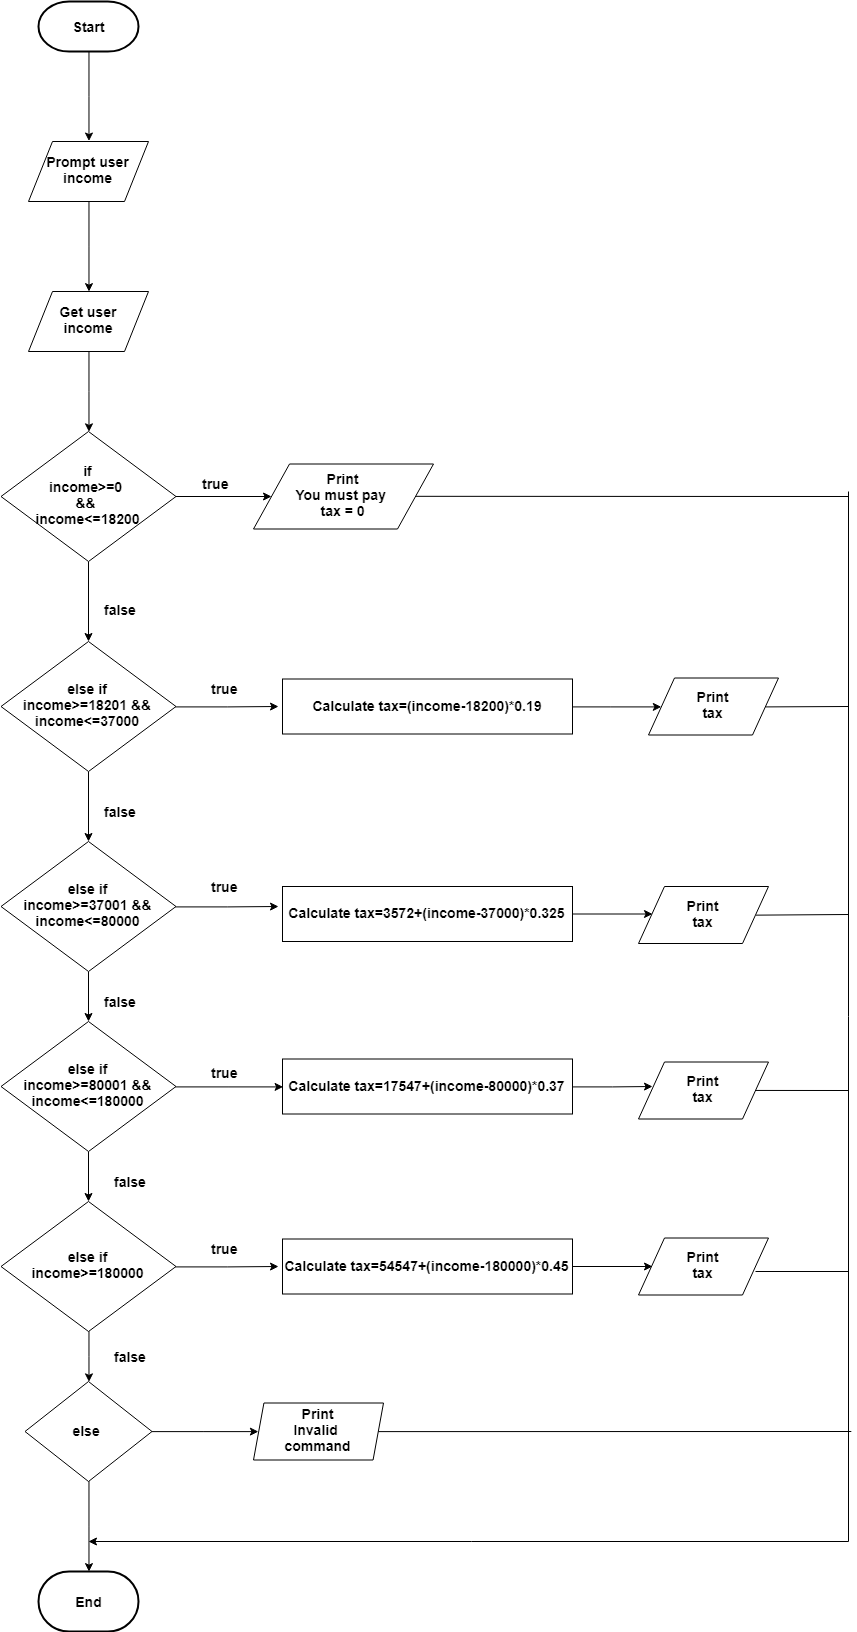 Start
Prompt user
income
Get user
income
if
income>=0
&&
income<=18200
true
Print
You must pay
tax = 0
false
else if
income>=18201 &&
income<=37000
true
Calculate tax=(income-18200)*0.19
Print
tax
false
else if
income>=37001 &&
income<=80000
true
Calculate tax=3572+(income-37000)*0.325
Print
tax
false
else if
income>=80001 &&
income<=180000
true
Calculate tax=17547+(income-80000)*0.37
Print
tax
false
else if
income>=180000
true
Calculate tax=54547+(income-180000)*0.45
Print
tax
false
else
Print
Invalid
command
End